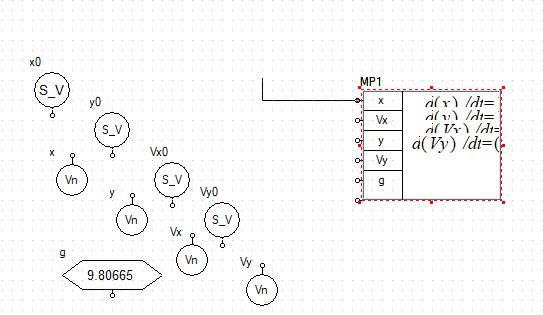 x0
S_V
y0
S_V
x
Vn
Vx0
S_V
y
Vn
Vy0
S_V
Vx
Vn
g
9.80665
Vy
Vn
MP1
x
Vx
y
Vy
g
d(x) /dt=
d(y) /dt=
d(Vx) /dt=
d(Vy) /dt=(